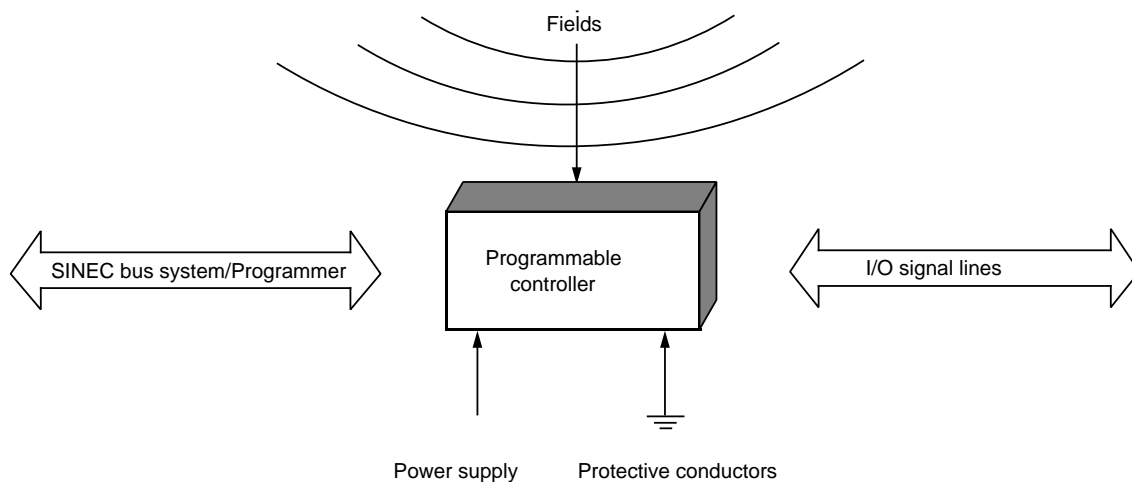 Fields
Programmable
controller
SINEC bus system/Programmer
I/O signal lines
Power supply
Protective conductors